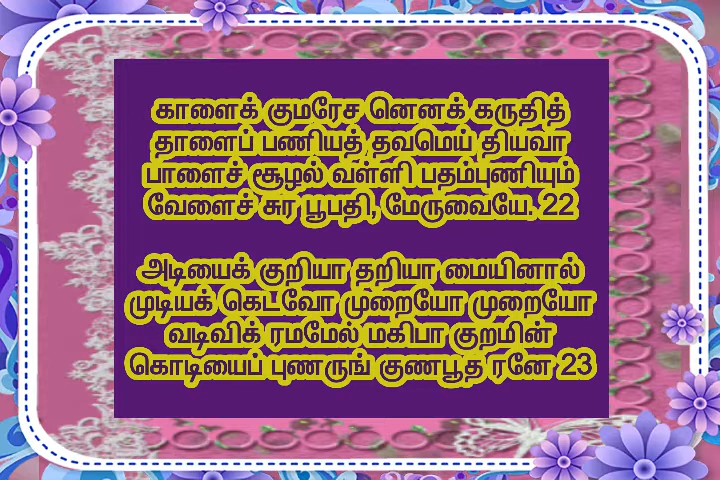 காளைக் குமரேச னெனக் கருதித்
தாளைப் பணியத் தவமெய் தியவா
பாளைச் சூழல் வள்ளி பதம்புணியும்
வேளைச் சுர பூபதி, மேருவையே. 22
அடியைக் குறியா தறியா மையினால்
முடியக் கெட்வோ முறையோ முறையோ
வடிவிக் ரமமேல் மகிபா குறமின்
கொடியைப் புணருங் குணபூத ரனே 23